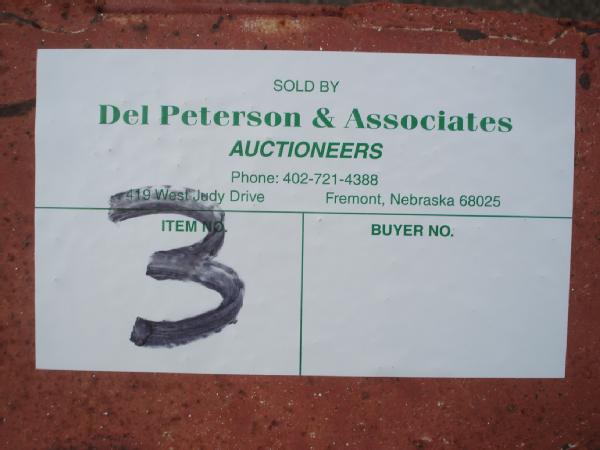 SOLD BY
Del Peterson & Associates
AUCTIONEERS
Phone: 402-721-4388
419 West Judy Drive Fremont, Nebraska 68025
ITEM NO. BUYER NO.
3